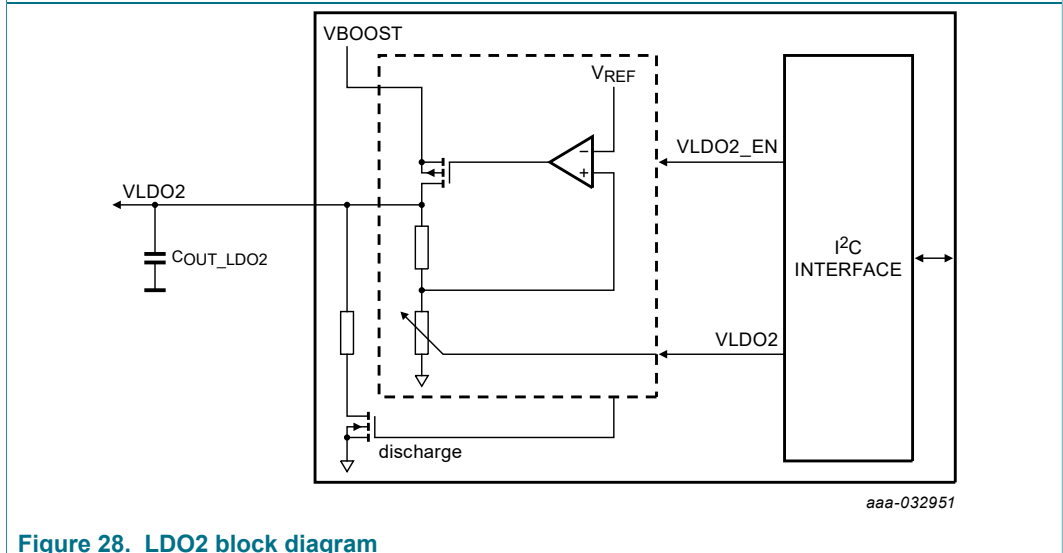 VBOOST
VREF
−
+
VLDO2_EN
VLDO2
COUT_LDO2
I2C
INTERFACE
VLDO2
discharge
aaa-032951
Figure 28. LDO2 block diagram